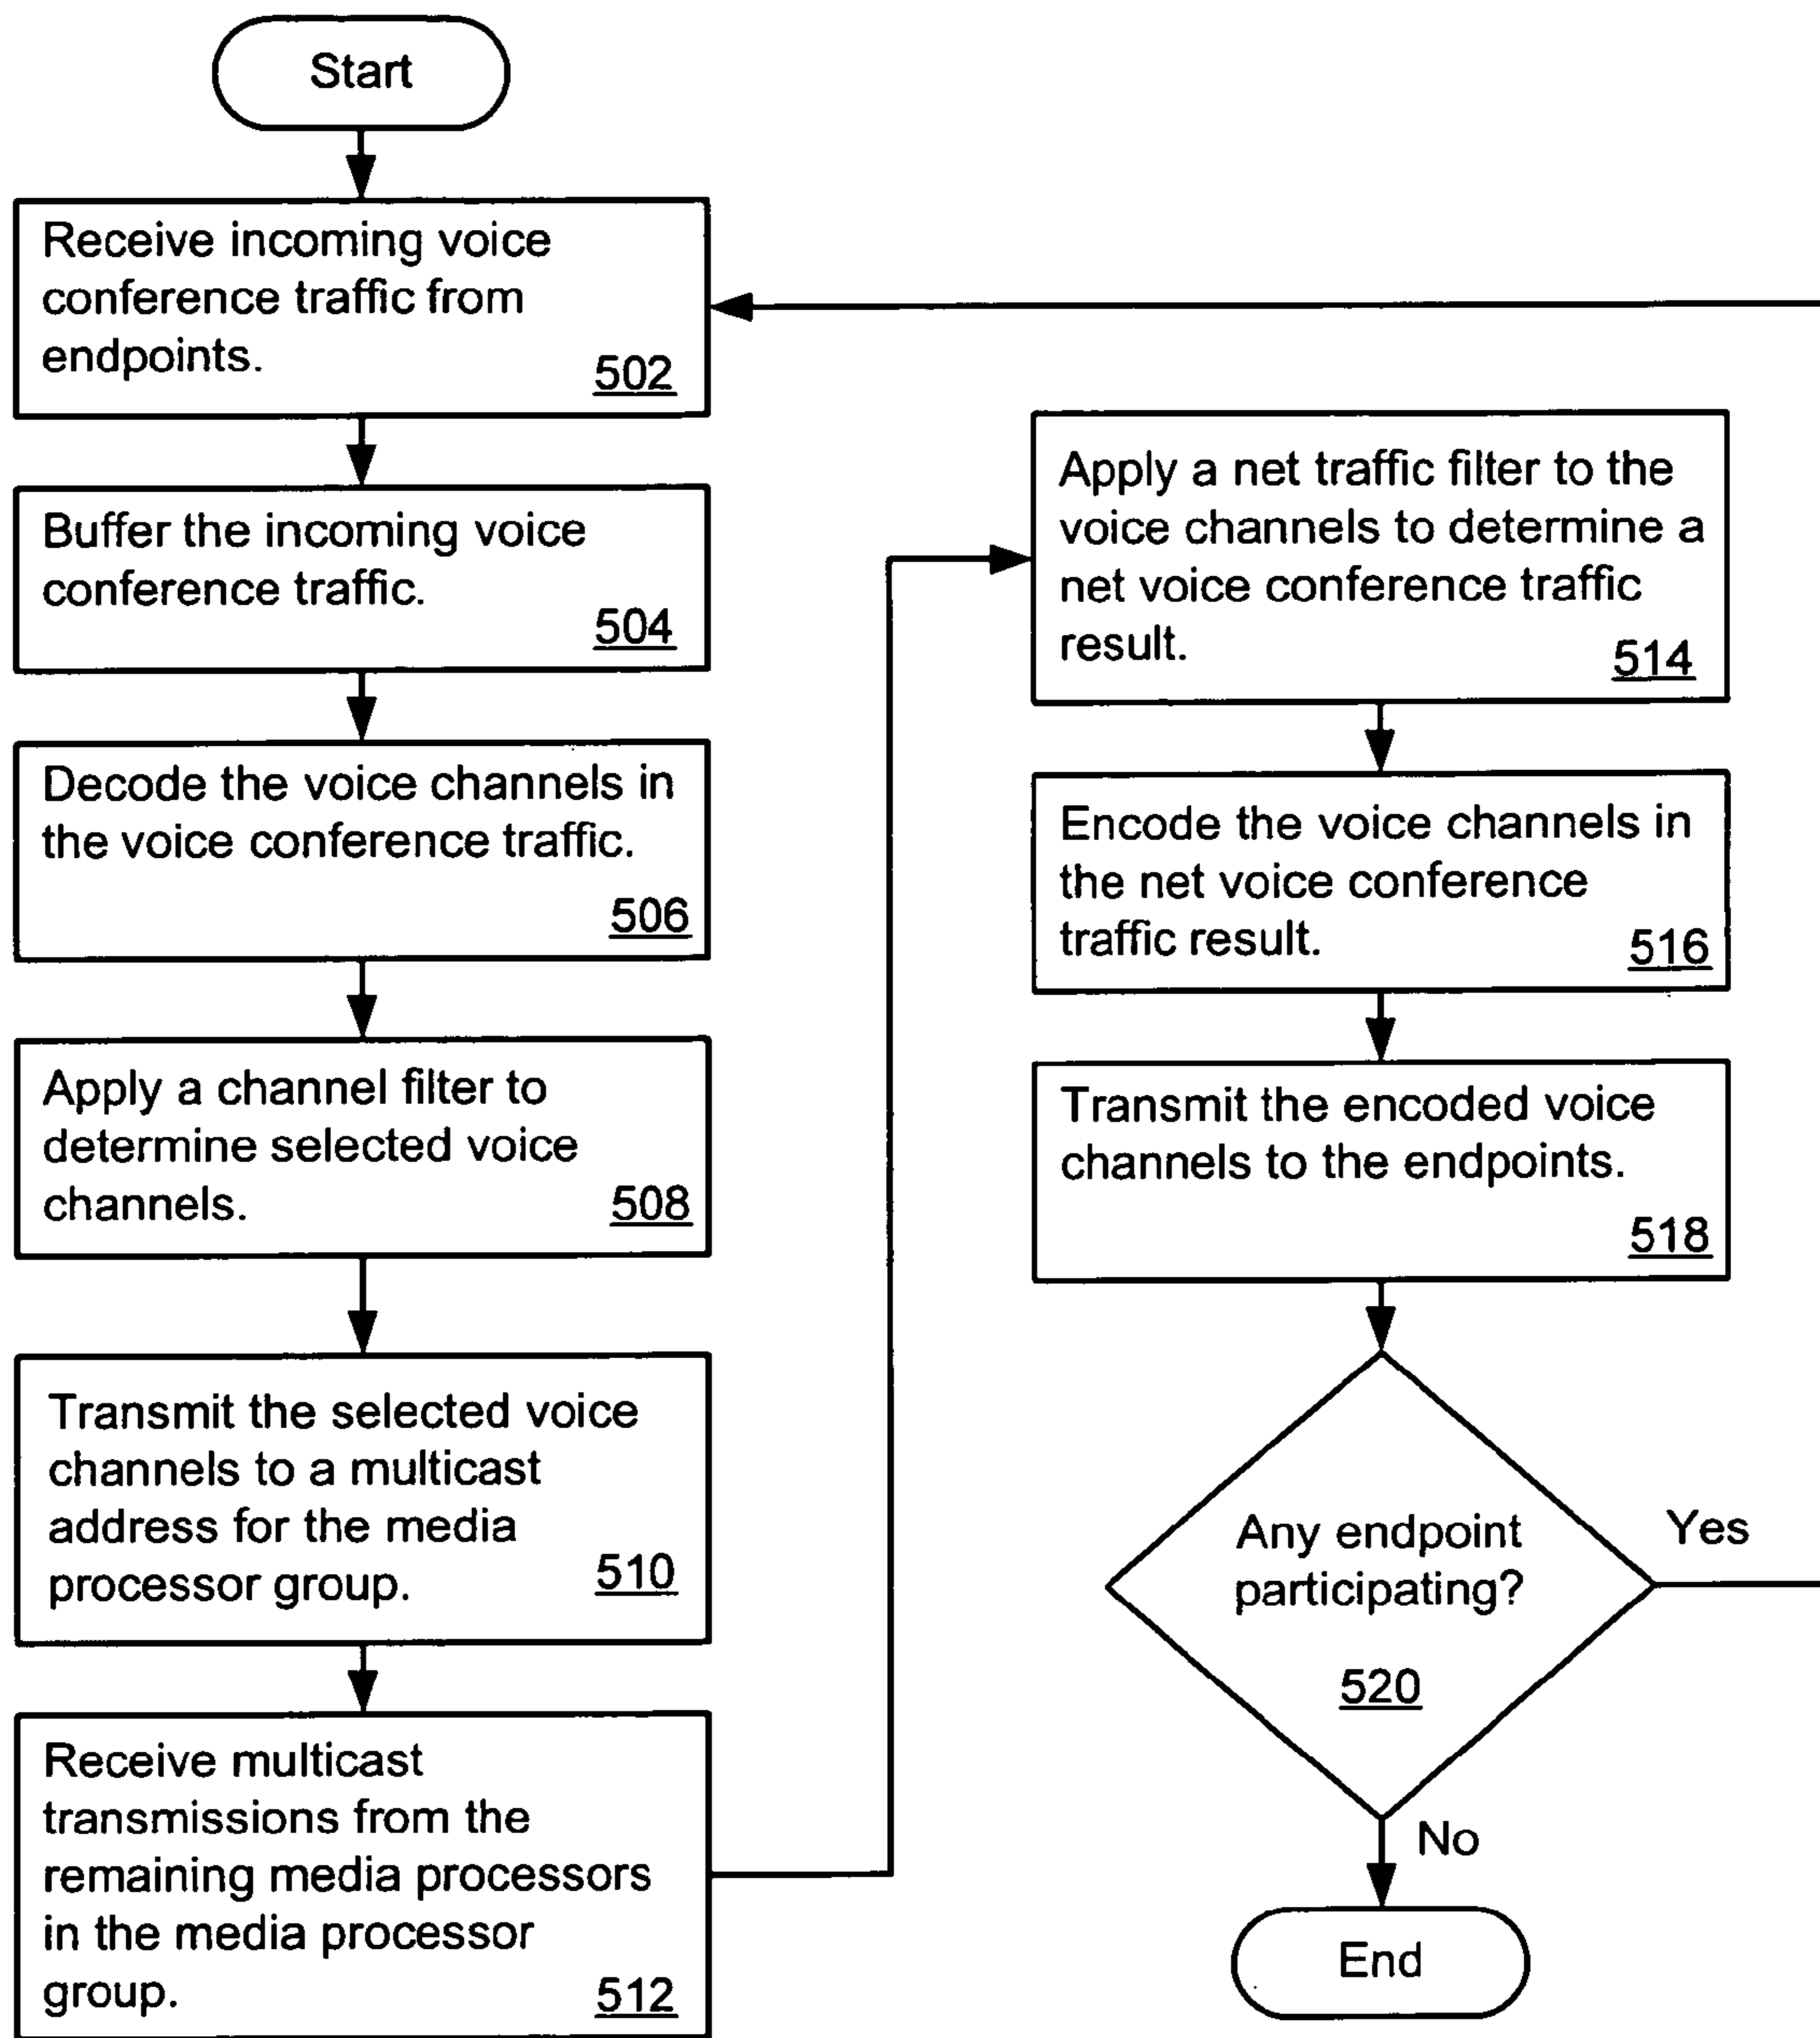 Start
Receive incoming voice
conference traffic from
endpoints.
502
Buffer the incoming voice
conference traffic.
504
Decode the voice channels in
the voice conference traffic.
506
Apply a channel filter to
determine selected voice
channels.
508
Transmit the selected voice
channels to a multicast
address for the media
processor group.
510
Receive multicast
transmissions from the
remaining media processors
in the media processor
group.
512
Apply a net traffic filter to the
voice channels to determine a
net voice conference traffic
result.
514
Encode the voice channels in
the net voice conference
traffic result.
516
Transmit the encoded voice
channels to the endpoints.
518
Any endpoint
participating?
520
Yes
No
End